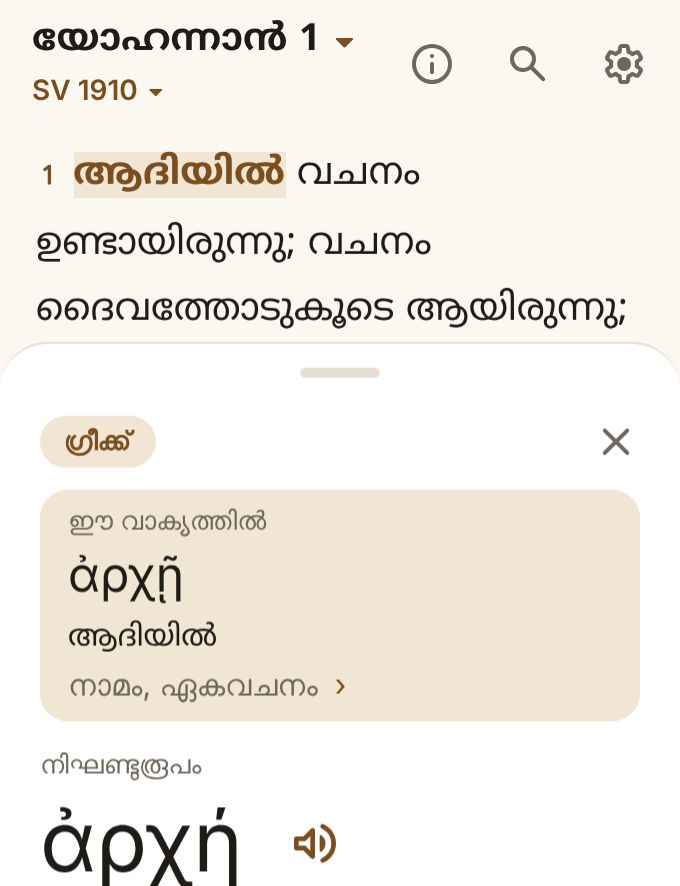 യോഹന്നാൻ 1
SV 1910
1 ആദിയിൽ വചനം
ഉണ്ടായിരുന്നു; വചനം
ദൈവത്തോടുകൂടെ ആയിരുന്നു;
ഗ്രീക്ക്
ഈ വാക്യത്തിൽ
ἀρχῇ
ആദിയിൽ
നാമം, ഏകവചനം ›
നിഘണ്ടുരൂപം
ἀρχή